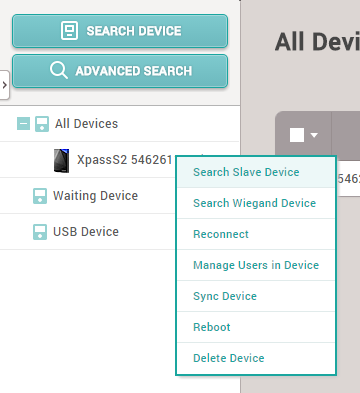 SEARCH DEVICE
ADVANCED SEARCH
All Devices
XpassS2 546261
Waiting Device
USB Device
Search Slave Device
Search Wiegand Device
Reconnect
Manage Users in Device
Sync Device
Reboot
Delete Device
All Devi
5462